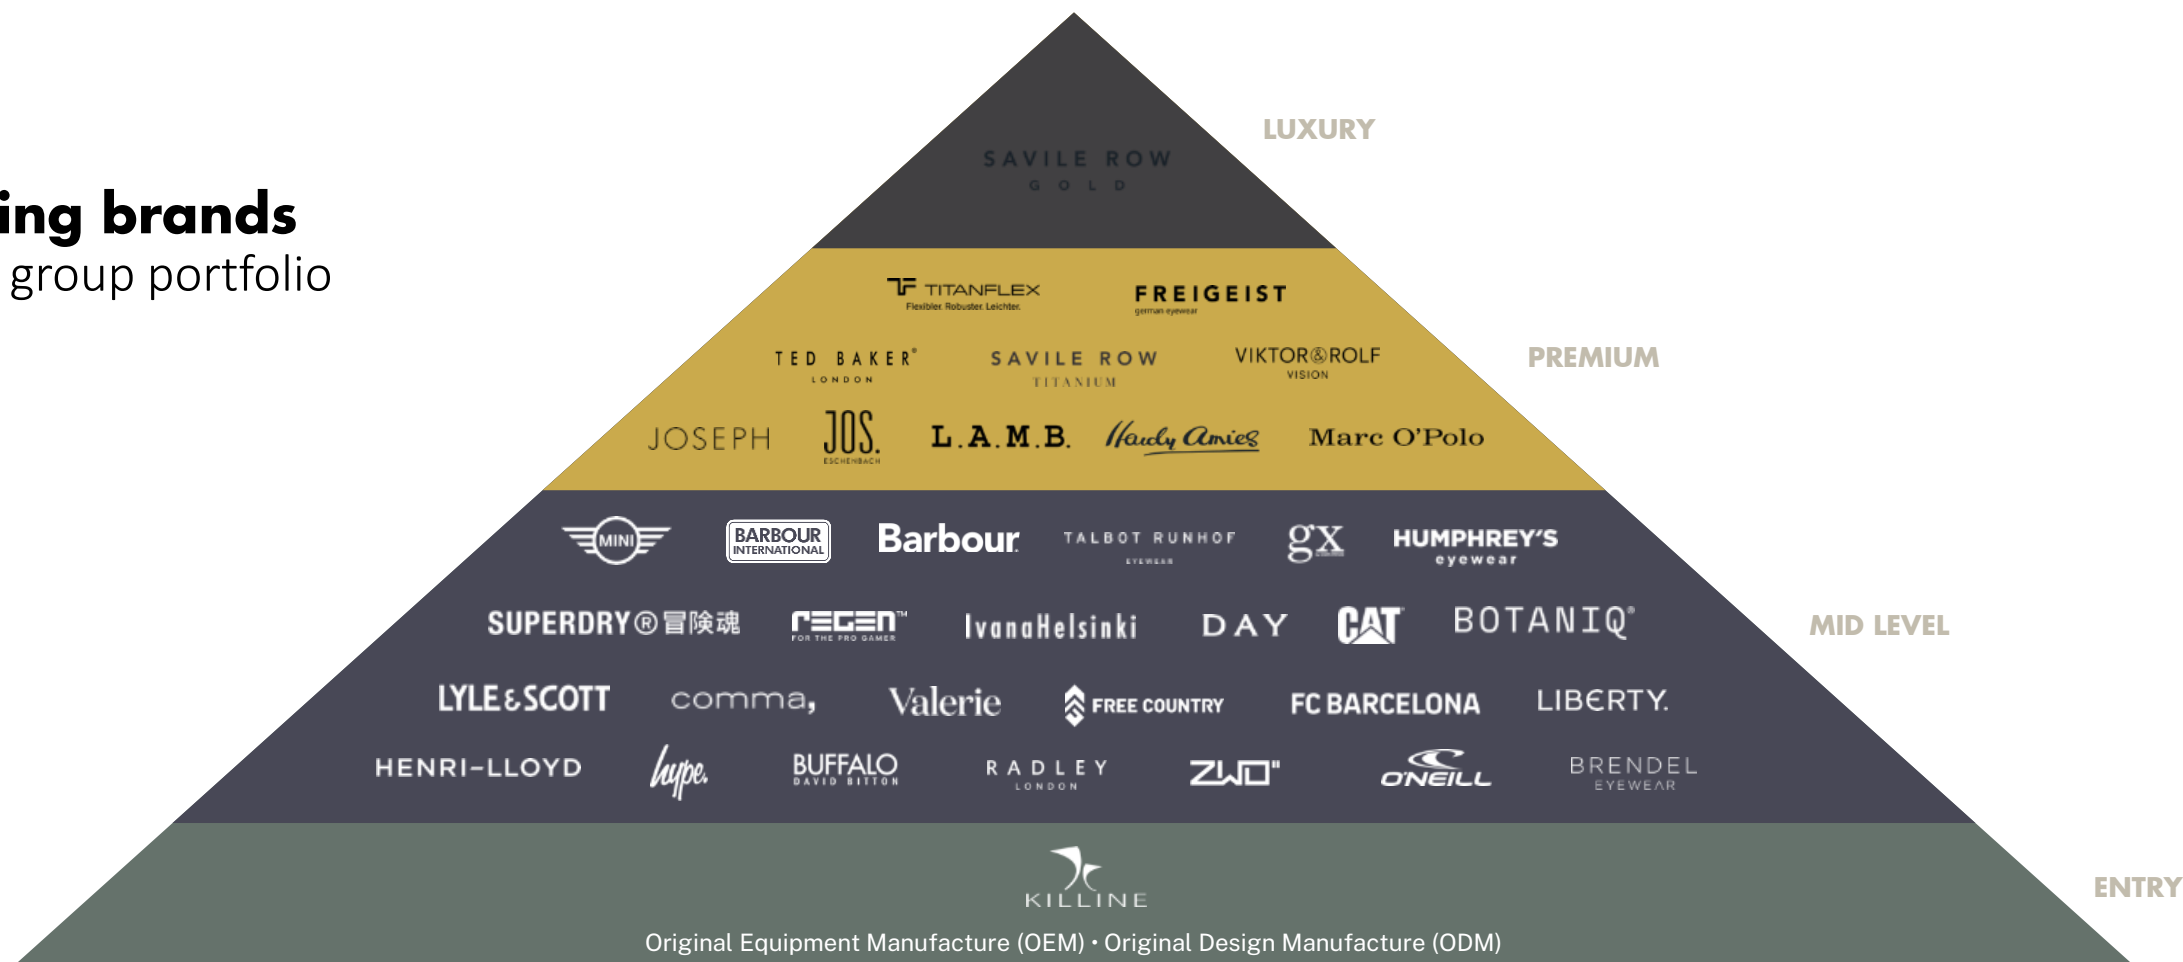 LUXURY
SAVILE ROW
GOLD
ing brands
group portfolio
TITANFLEX
Flexibler. Robuster. Leichter.
FREIGEIST
german eyewear
PREMIUM
TED BAKER®
LONDON
SAVILE ROW
TITANIUM
VIKTOR&ROLF
VISION
JOSEPH
JOS.
ESCHENBACH
L.A.M.B.
Hardy Amies
Marc O'Polo
MINI
BARBOUR
INTERNATIONAL
Barbour.
TALBOT RUNHOF
EYEWEAR
gx
HUMPHREY'S
eyewear
SUPERDRY®冒険魂
REGEN™
FOR THE PRO GAMER
IvanaHelsinki
DAY
CAT
BOTANIQ®
MID LEVEL
LYLE&SCOTT
comma,
Valerie
FREE COUNTRY
FC BARCELONA
LIBERTY.
HENRI-LLOYD
hype.
BUFFALO
DAVID BITTON
RADLEY
LONDON
ZWO"
O'NEILL
BRENDEL
EYEWEAR
KILLINE
ENTRY
Original Equipment Manufacture (OEM) • Original Design Manufacture (ODM)